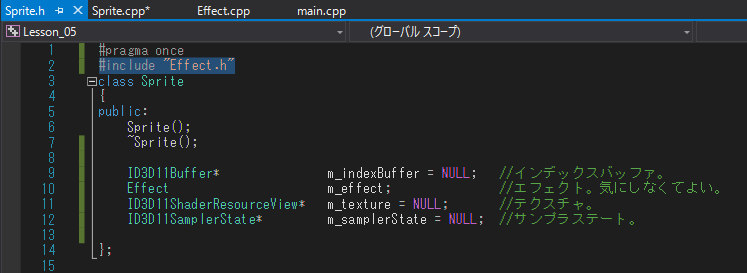 Sprite.h Sprite.cpp* Effect.cpp main.cpp
Lesson_05 (グローバル スコープ)
1 #pragma once
2 #include "Effect.h"
3 class Sprite
4 {
5 public:
6 Sprite();
7 ~Sprite();
8
9 ID3D11Buffer* m_indexBuffer = NULL; //インデックスバッファ。
10 Effect m_effect; //エフェクト。気にしなくてよい。
11 ID3D11ShaderResourceView* m_texture = NULL; //テクスチャ。
12 ID3D11SamplerState* m_samplerState = NULL; //サンプラステート。
13
14 };
15